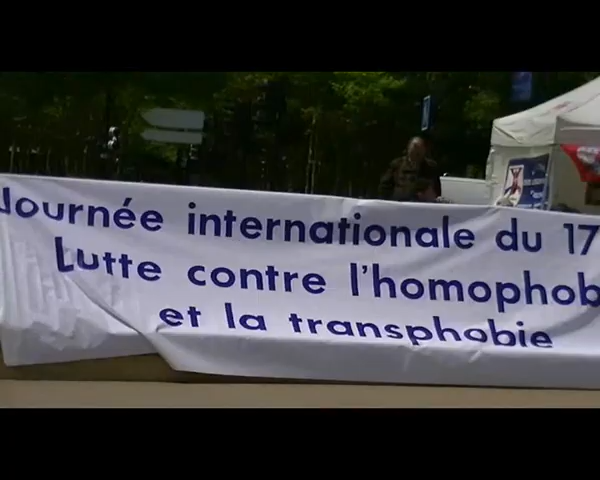 Journée internationale du 17
Lutte contre l'homophob
et la transphobie